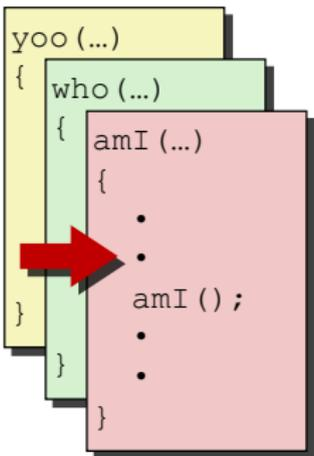 yoo(…)
{
}
who(…)
{
}
amI(…)
{
•
•
amI();
•
•
}